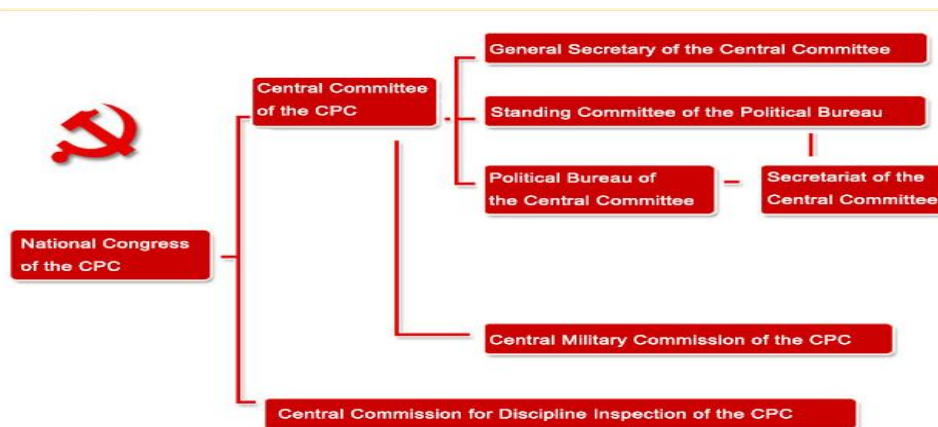 General Secretary of the Central Committee
Central Committee
of the CPC
Standing Committee of the Political Bureau
Political Bureau of
the Central Committee
Secretariat of the
Central Committee
National Congress
of the CPC
Central Military Commission of the CPC
Central Commission for Discipline Inspection of the CPC